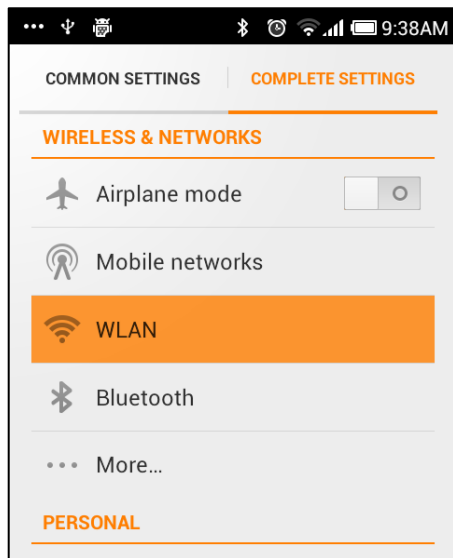 9:38AM
COMMON SETTINGS
COMPLETE SETTINGS
WIRELESS & NETWORKS
Airplane mode
Mobile networks
WLAN
Bluetooth
More...
PERSONAL